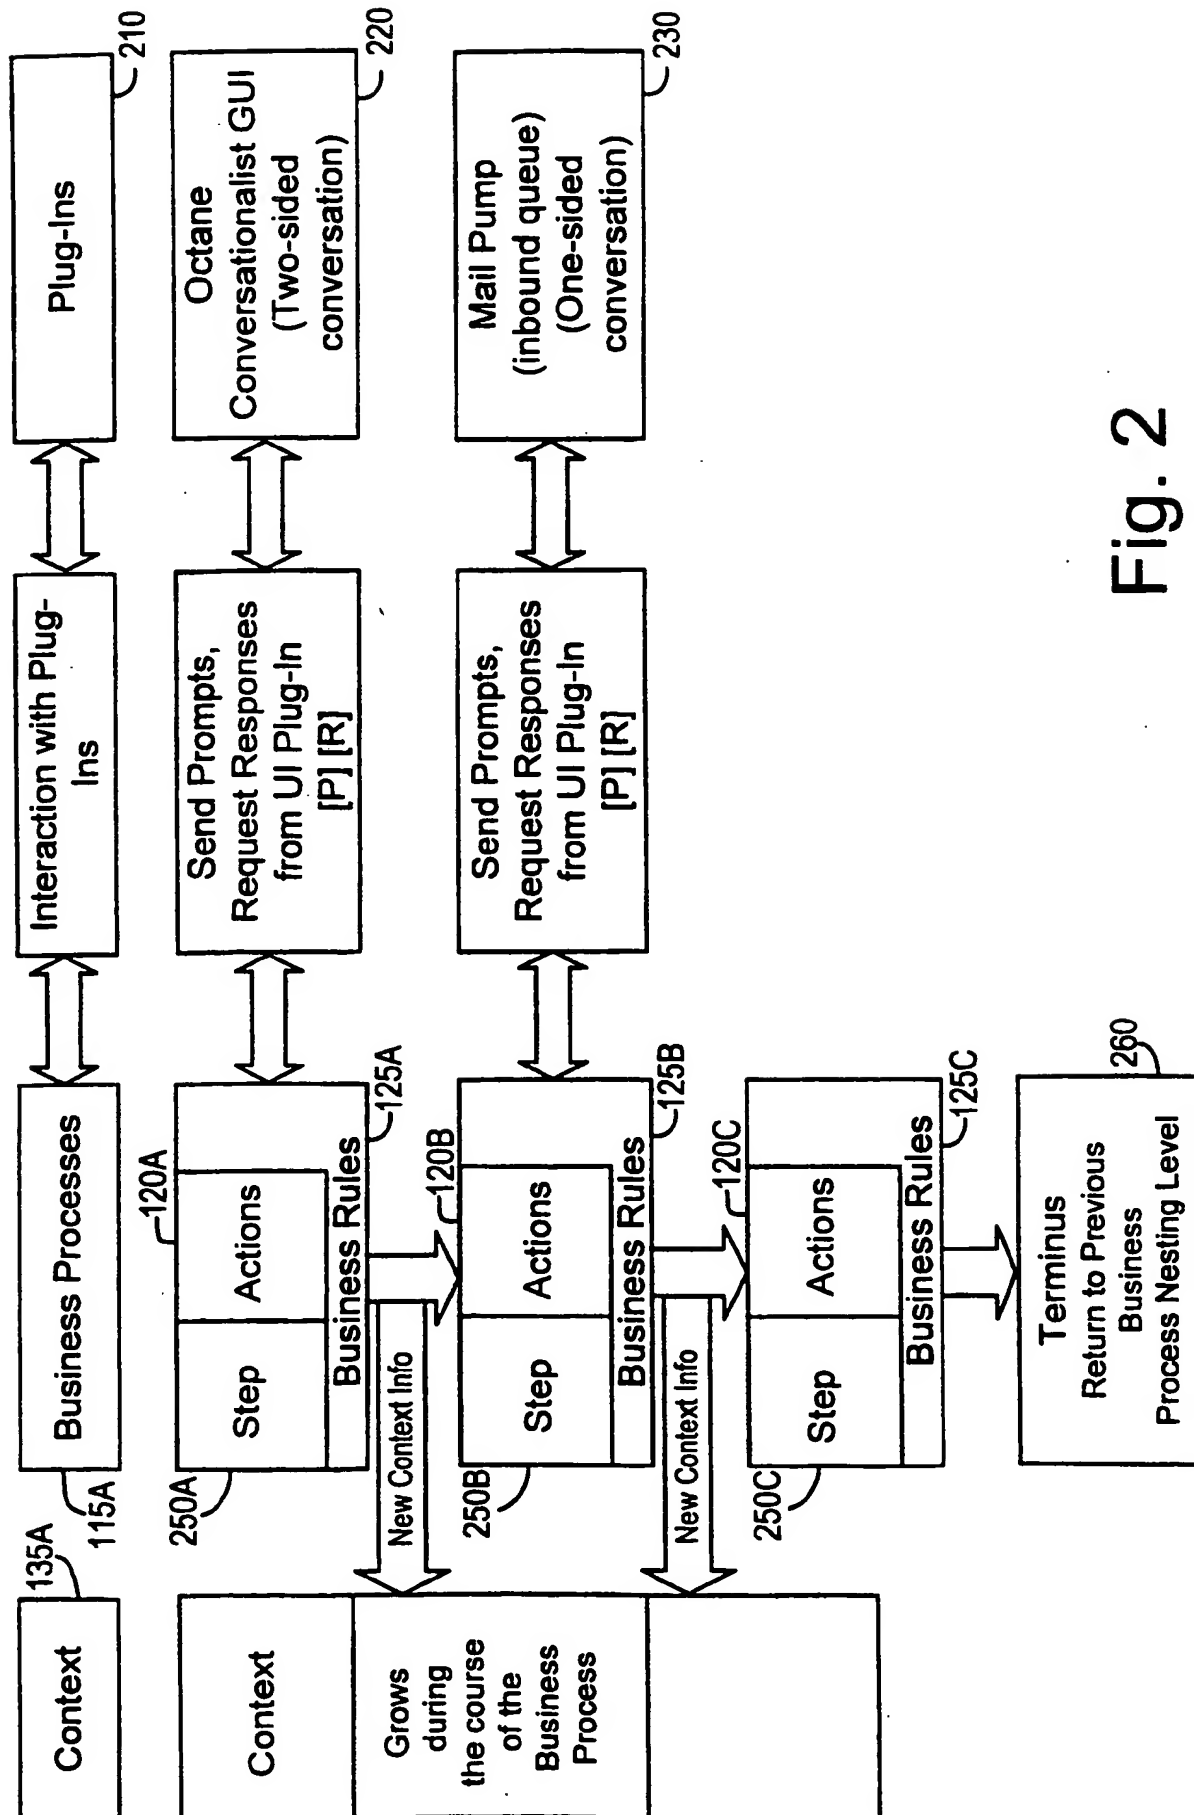 Context
135A
Business Processes
115A
Interaction with Plug-
Ins
Plug-Ins
210
Context
Grows
during
the course
of the
Business
Process
250A
120A
Step
Actions
Business Rules
125A
Send Prompts,
Request Responses
from UI Plug-In
[P] [R]
Octane
Conversationalist GUI
(Two-sided
conversation)
220
New Context Info
250B
120B
Step
Actions
Business Rules
125B
Send Prompts,
Request Responses
from UI Plug-In
[P] [R]
Mail Pump
(inbound queue)
(One-sided
conversation)
230
New Context Info
250C
120C
Step
Actions
Business Rules
125C
Terminus
Return to Previous
Business
Process Nesting Level
260
Fig. 2